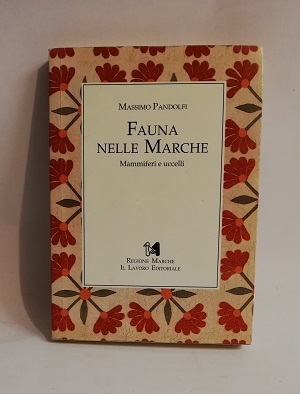 Massimo Pandolfi
Fauna
nelle Marche
Mammiferi e uccelli
Regione Marche
Il Lavoro Editoriale